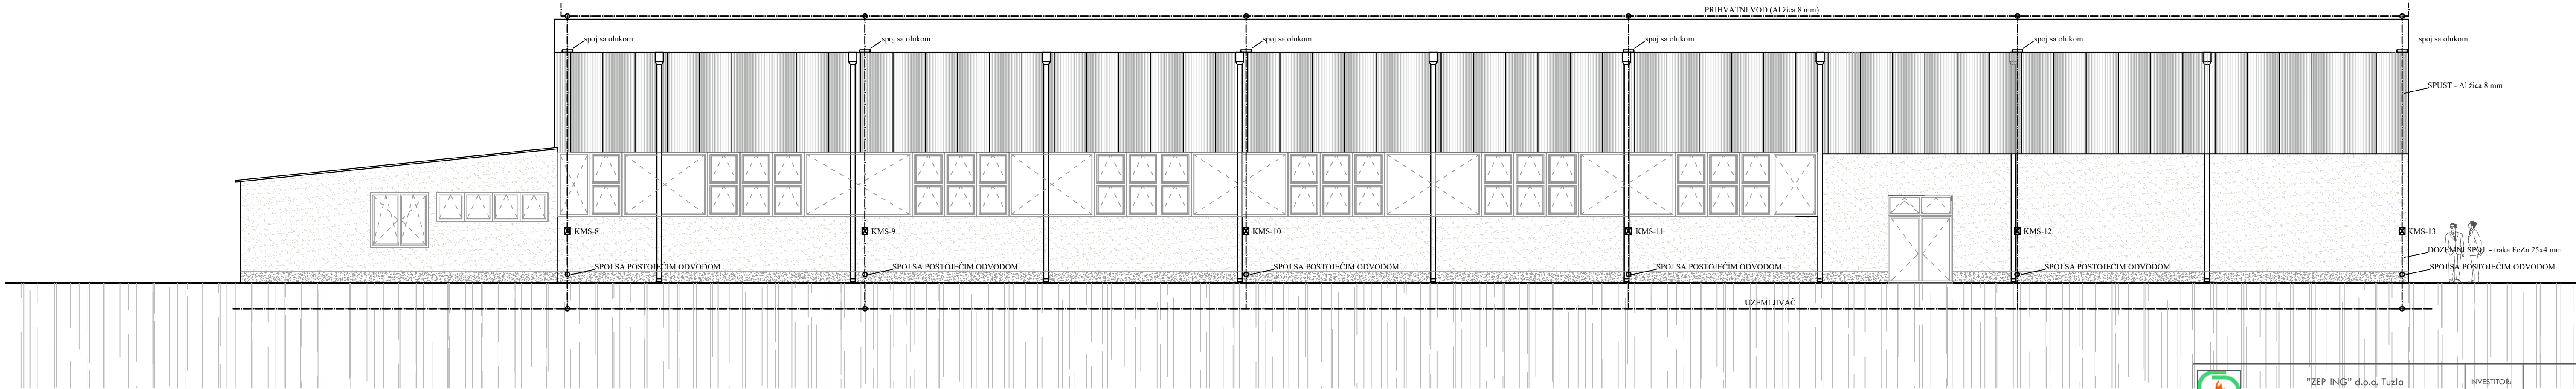 PRIHVATNI VOD (Al žica 8 mm)
spoj sa olukom
spoj sa olukom
spoj sa olukom
spoj sa olukom
spoj sa olukom
spoj sa olukom
SPUST - Al žica 8 mm
KMS-8
KMS-9
KMS-10
KMS-11
KMS-12
KMS-13
DOZEMNI SPOJ - traka FeZn 25x4 mm
SPOJ SA POSTOJEĆIM ODVODOM
SPOJ SA POSTOJEĆIM ODVODOM
SPOJ SA POSTOJEĆIM ODVODOM
SPOJ SA POSTOJEĆIM ODVODOM
SPOJ SA POSTOJEĆIM ODVODOM
SPOJ SA POSTOJEĆIM ODVODOM
UZEMLJIVAČ
"ZEP-ING" d.o.o. Tuzla
INVESTITOR: